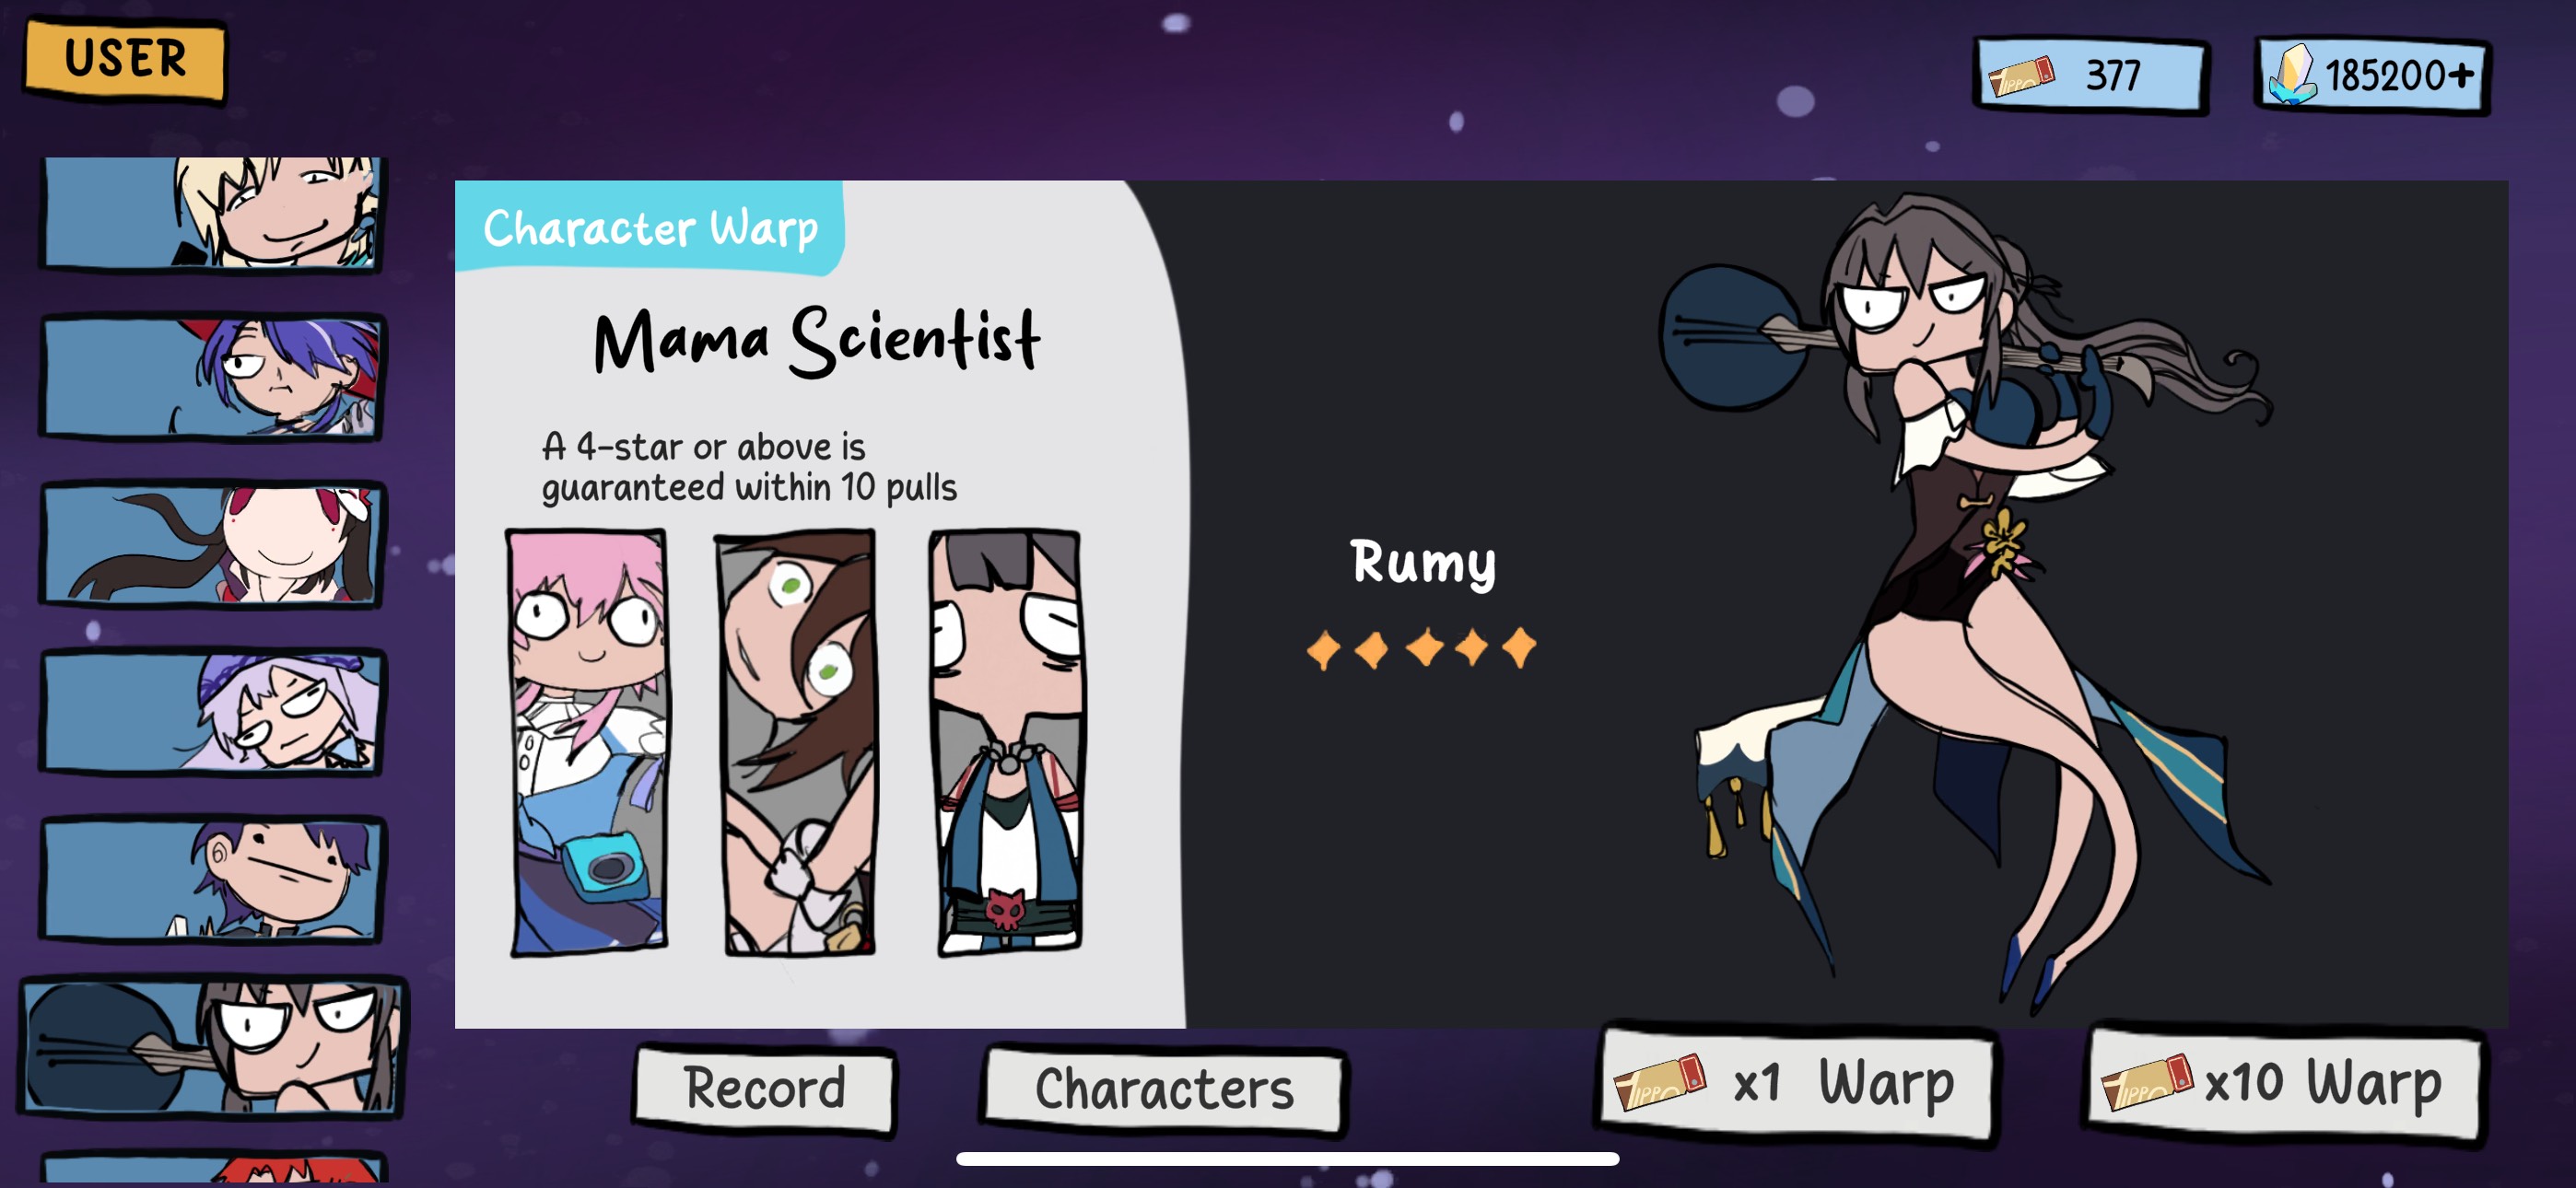 USER
377
185200+
Character Warp
Mama Scientist
A 4-star or above is
guaranteed within 10 pulls
Rumy
Record
Characters
x1 Warp
x10 Warp